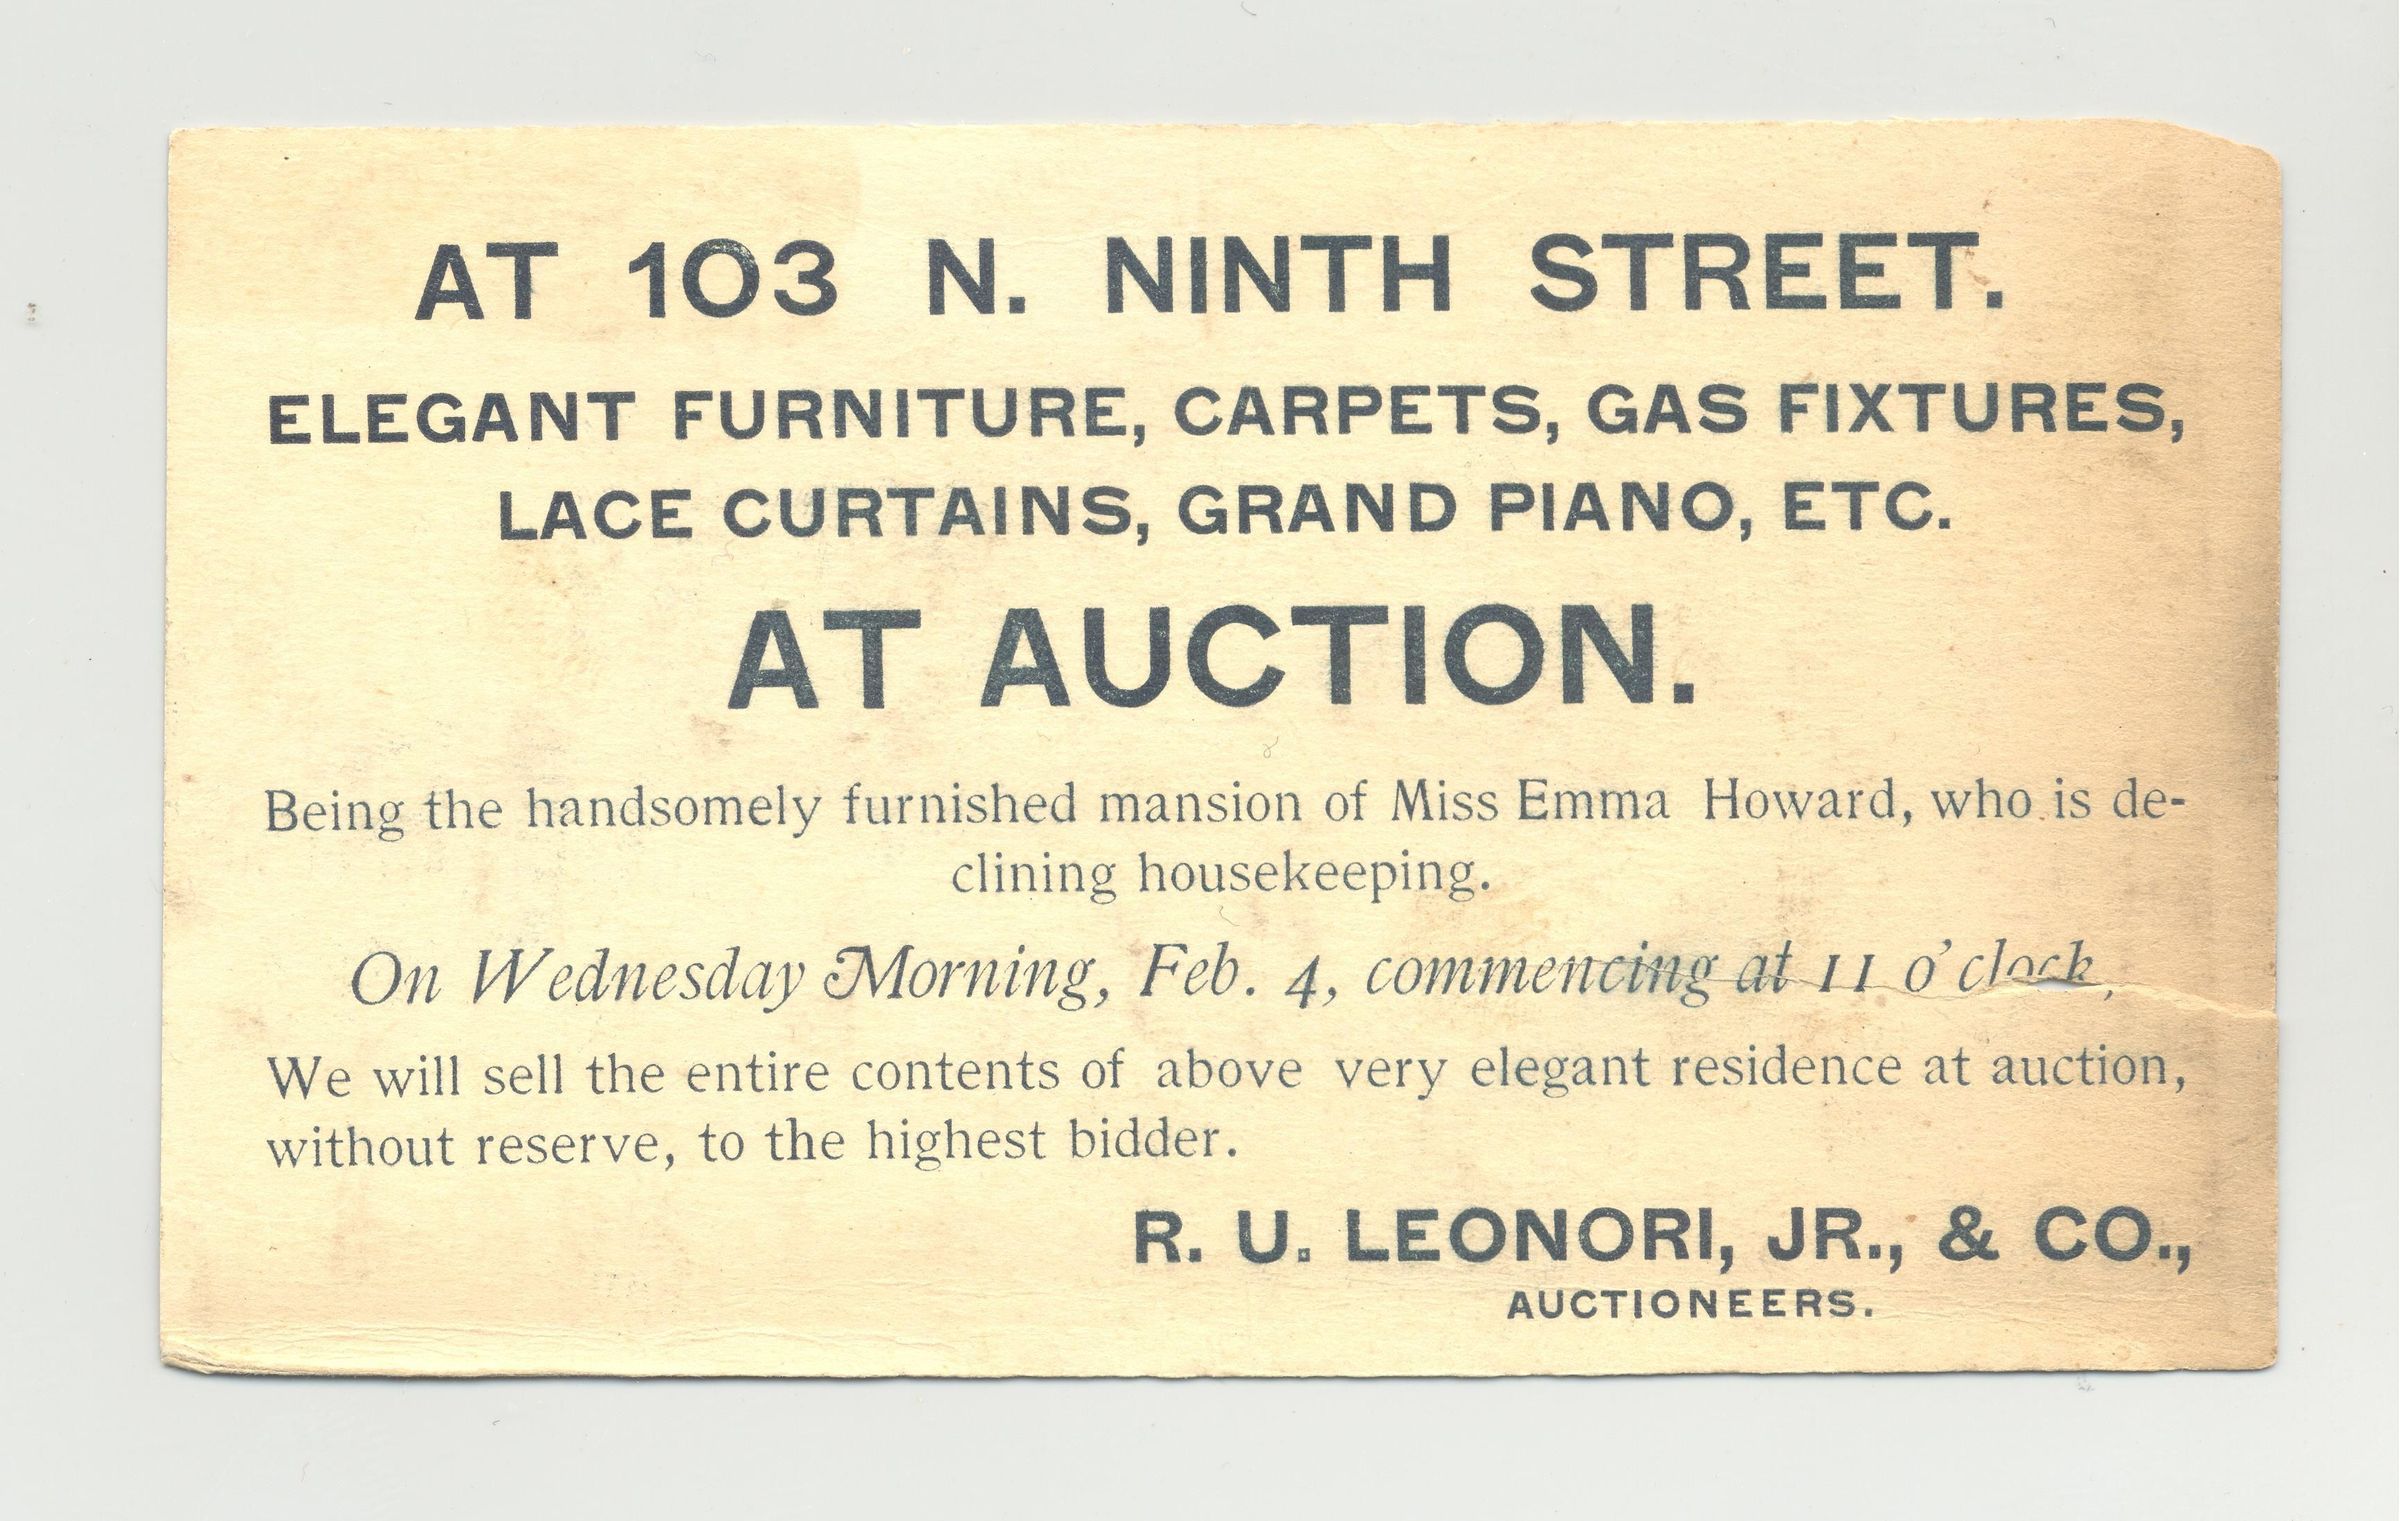 AT 103 N. NINTH STREET.
ELEGANT FURNITURE, CARPETS, GAS FIXTURES,
LACE CURTAINS, GRAND PIANO, ETC.
AT AUCTION.
Being the handsomely furnished mansion of Miss Emma Howard, who is de-
clining housekeeping.
On Wednesday Morning, Feb. 4, commencing at 11 o'clock,
We will sell the entire contents of above very elegant residence at auction,
without reserve, to the highest bidder.
R. U. LEONORI, JR., & CO.,
AUCTIONEERS.